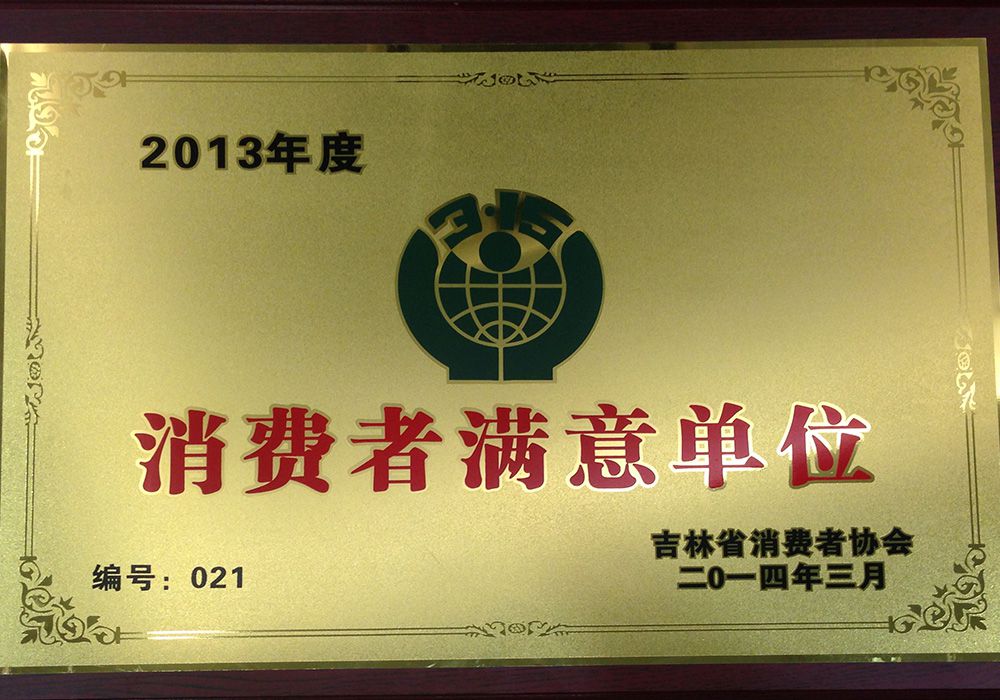 2013年度
3·15
消费者满意单位
吉林省消费者协会
编号：021
二0一四年三月